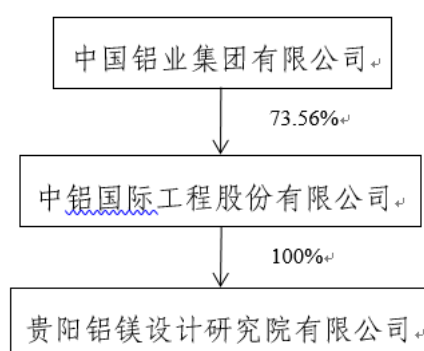 中国铝业集团有限公司
73.56%
中铝国际工程股份有限公司
100%
贵阳铝镁设计研究院有限公司